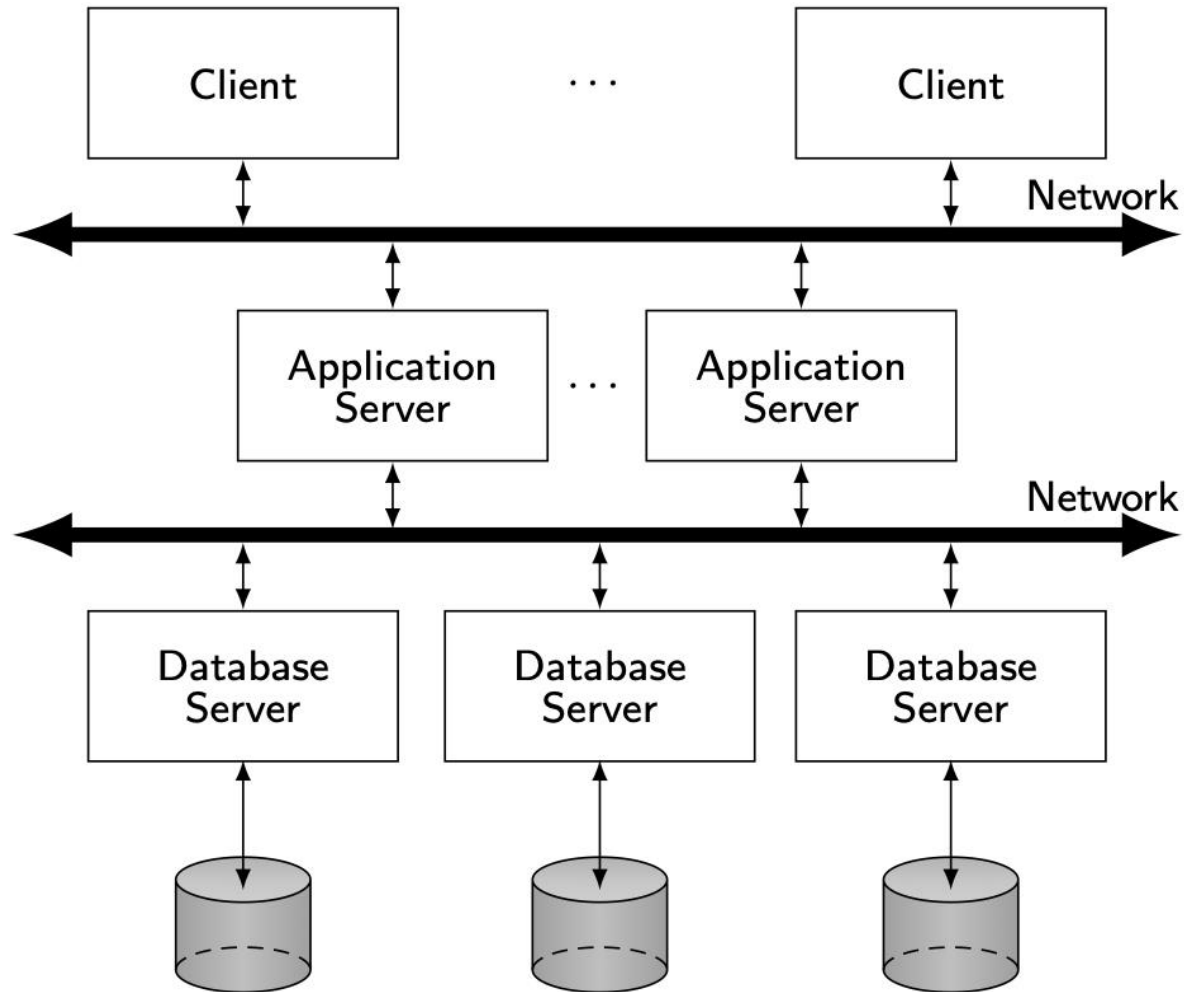 Client
. . .
Client
Network
Application
Server
. . .
Application
Server
Network
Database
Server
Database
Server
Database
Server